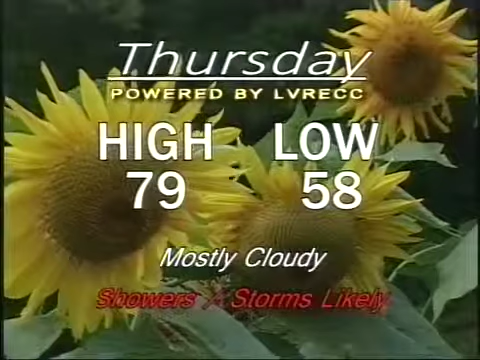 Thursday
POWERED BY LVRECC
HIGH LOW
79 58
Mostly Cloudy
Showers / Storms Likely